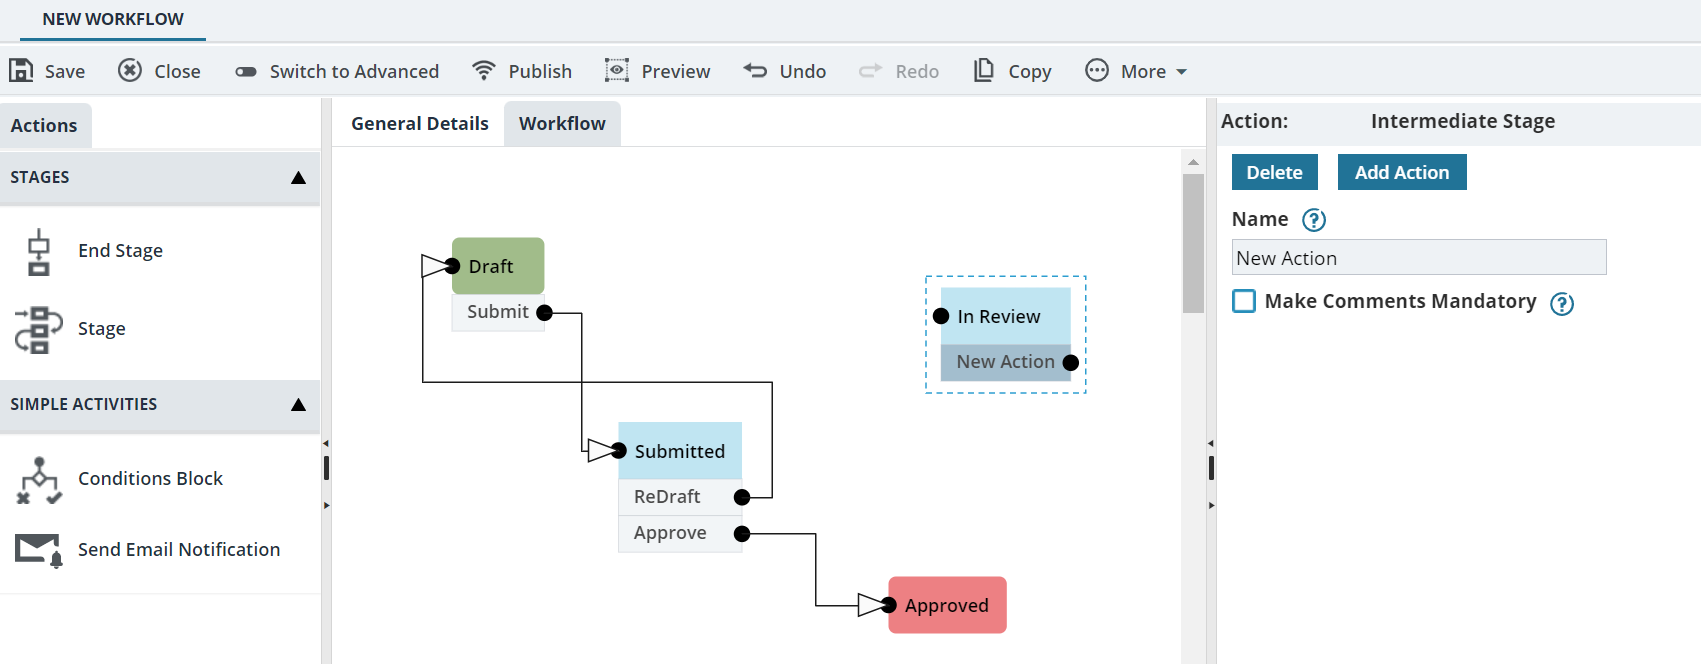 NEW WORKFLOW
Save Close Switch to Advanced Publish Preview Undo Redo Copy More
Actions
STAGES
End Stage
Stage
SIMPLE ACTIVITIES
Conditions Block
Send Email Notification
General Details Workflow
Draft
Submit
In Review
New Action
Submitted
ReDraft
Approve
Approved
Action: Intermediate Stage
Delete Add Action
Name ?
New Action
Make Comments Mandatory ?